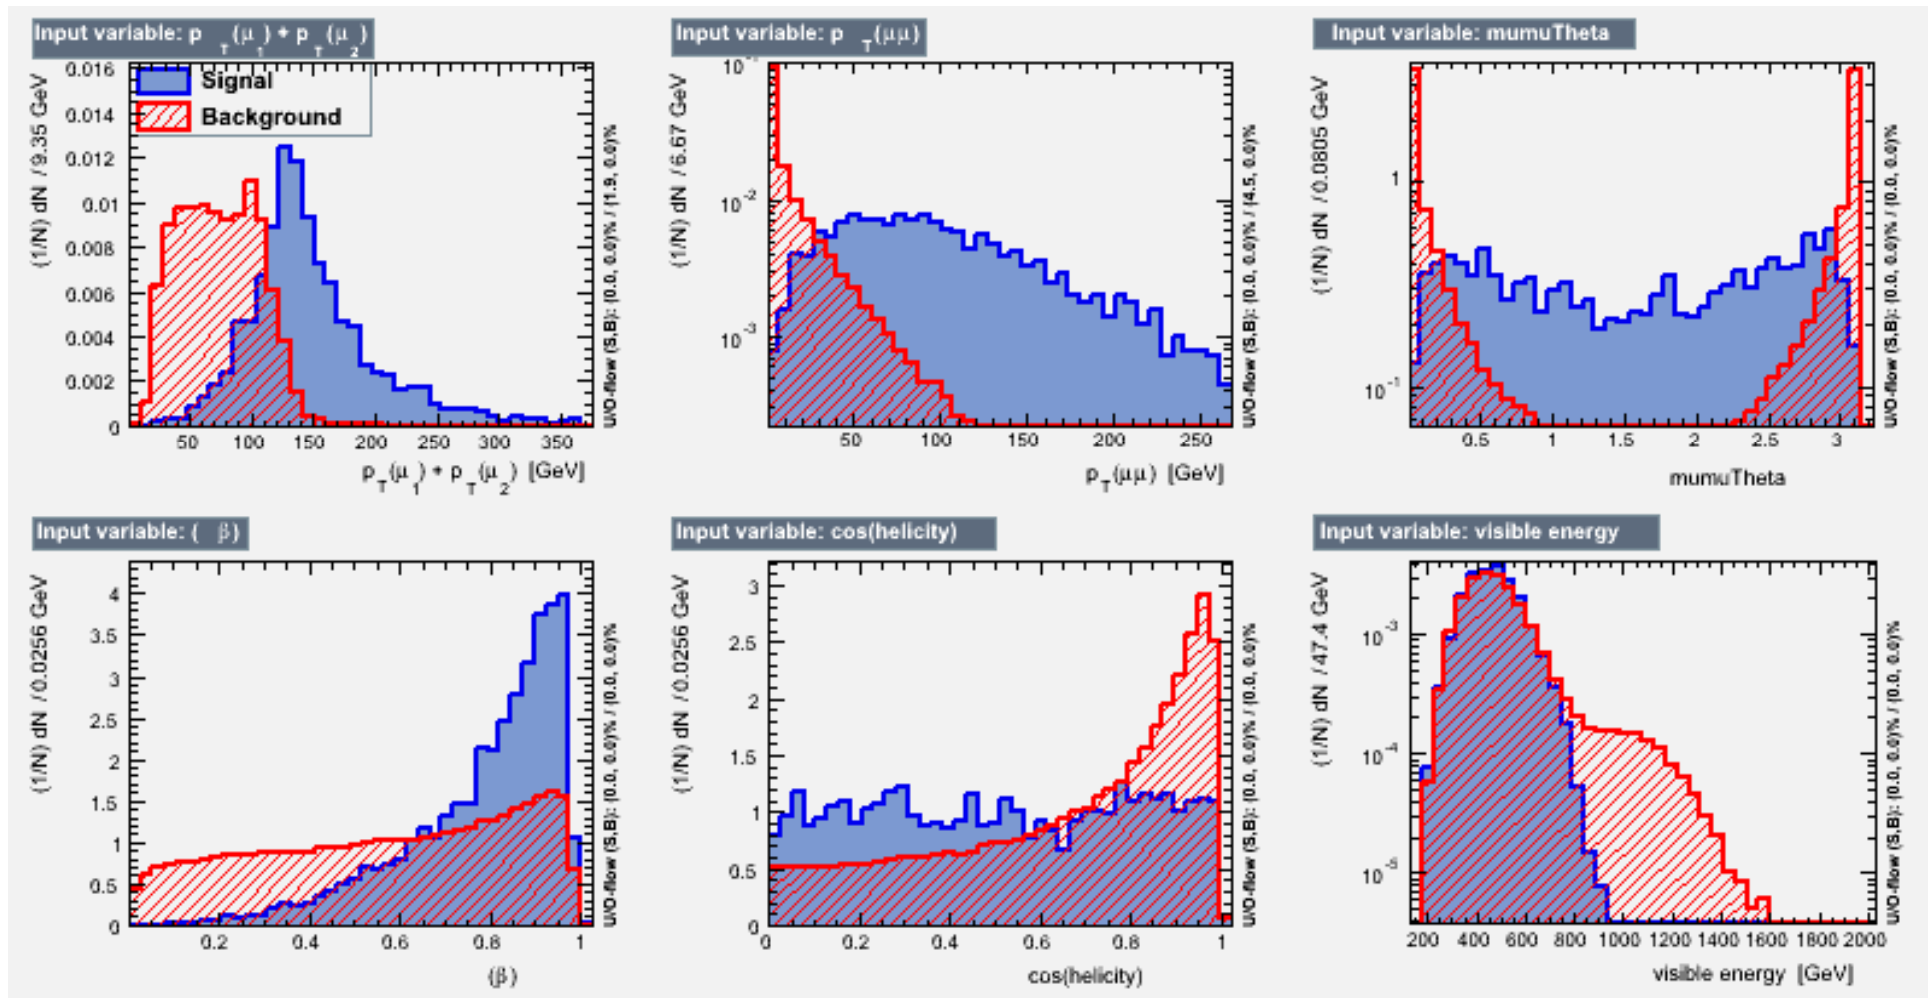 Input variable: p_T(μ_1) + p_T(μ_2)
(1/N) dN / 9.35 GeV
0.016
0.014
0.012
0.01
0.008
0.006
0.004
0.002
0
Signal
Background
50 100 150 200 250 300 350
p_T(μ_1) + p_T(μ_2) [GeV]
U/O-flow (S,B): (0.0, 0.0)% / (1.9, 0.0)%
Input variable: p_T(μμ)
(1/N) dN / 6.67 GeV
10^-1
10^-2
10^-3
50 100 150 200 250
p_T(μμ) [GeV]
U/O-flow (S,B): (0.0, 0.0)% / (4.5, 0.0)%
Input variable: mumuTheta
(1/N) dN / 0.0805 GeV
1
10^-1
0.5 1 1.5 2 2.5 3
mumuTheta
U/O-flow (S,B): (0.0, 0.0)% / (0.0, 0.0)%
Input variable: (β)
(1/N) dN / 0.0256 GeV
4
3.5
3
2.5
2
1.5
1
0.5
0
0.2 0.4 0.6 0.8 1
(β)
U/O-flow (S,B): (0.0, 0.0)% / (0.0, 0.0)%
Input variable: cos(helicity)
(1/N) dN / 0.0256 GeV
3
2.5
2
1.5
1
0.5
0
0 0.2 0.4 0.6 0.8 1
cos(helicity)
U/O-flow (S,B): (0.0, 0.0)% / (0.0, 0.0)%
Input variable: visible energy
(1/N) dN / 47.4 GeV
10^-3
10^-4
10^-5
200 400 600 800 1000 1200 1400 1600 1800 2000
visible energy [GeV]
U/O-flow (S,B): (0.0, 0.0)% / (0.0, 0.0)%